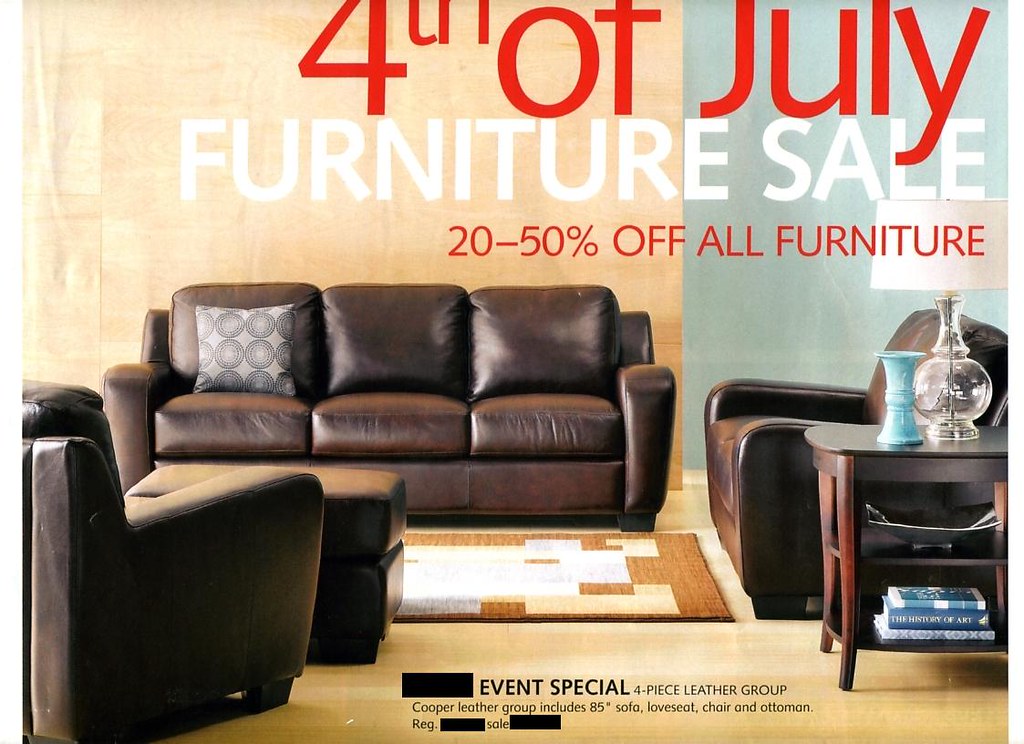 4th of July
FURNITURE SALE
20–50% OFF ALL FURNITURE
THE HISTORY OF ART
EVENT SPECIAL 4-PIECE LEATHER GROUP
Cooper leather group includes 85" sofa, loveseat, chair and ottoman.
Reg. sale